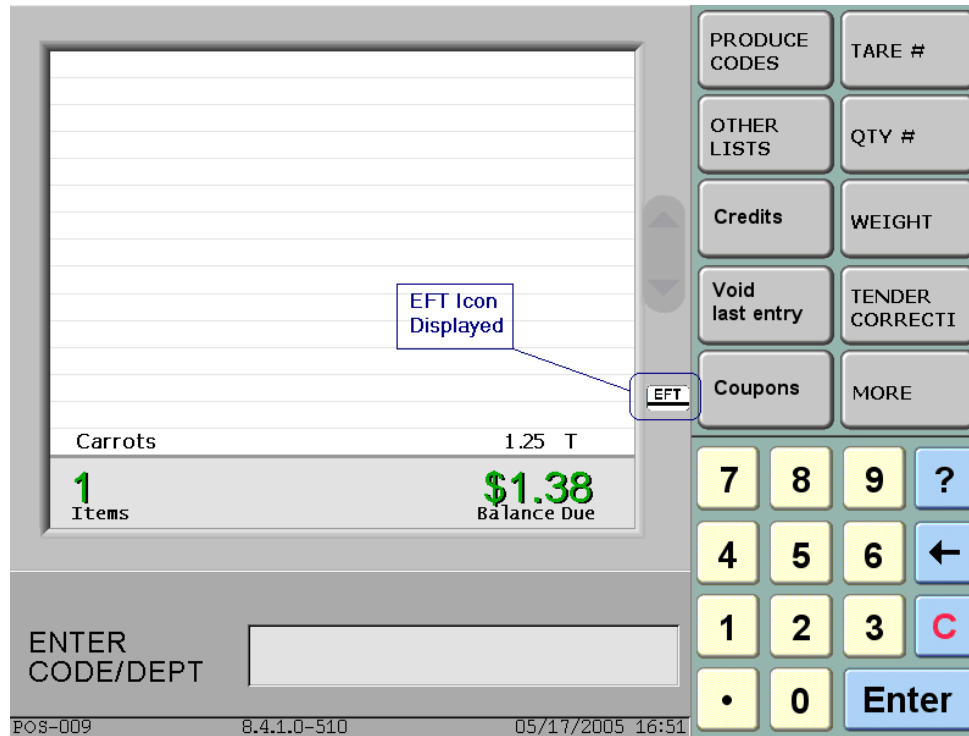 EFT Icon
Displayed
EFT
Carrots 1.25 T
1 $1.38
Items Balance Due
ENTER
CODE/DEPT
POS-009 8.4.1.0-510 05/17/2005 16:51
PRODUCE
CODES
TARE #
OTHER
LISTS
QTY #
Credits
WEIGHT
Void
last entry
TENDER
CORRECTI
Coupons
MORE
7 8 9 ?
4 5 6 ←
1 2 3 C
. 0 Enter